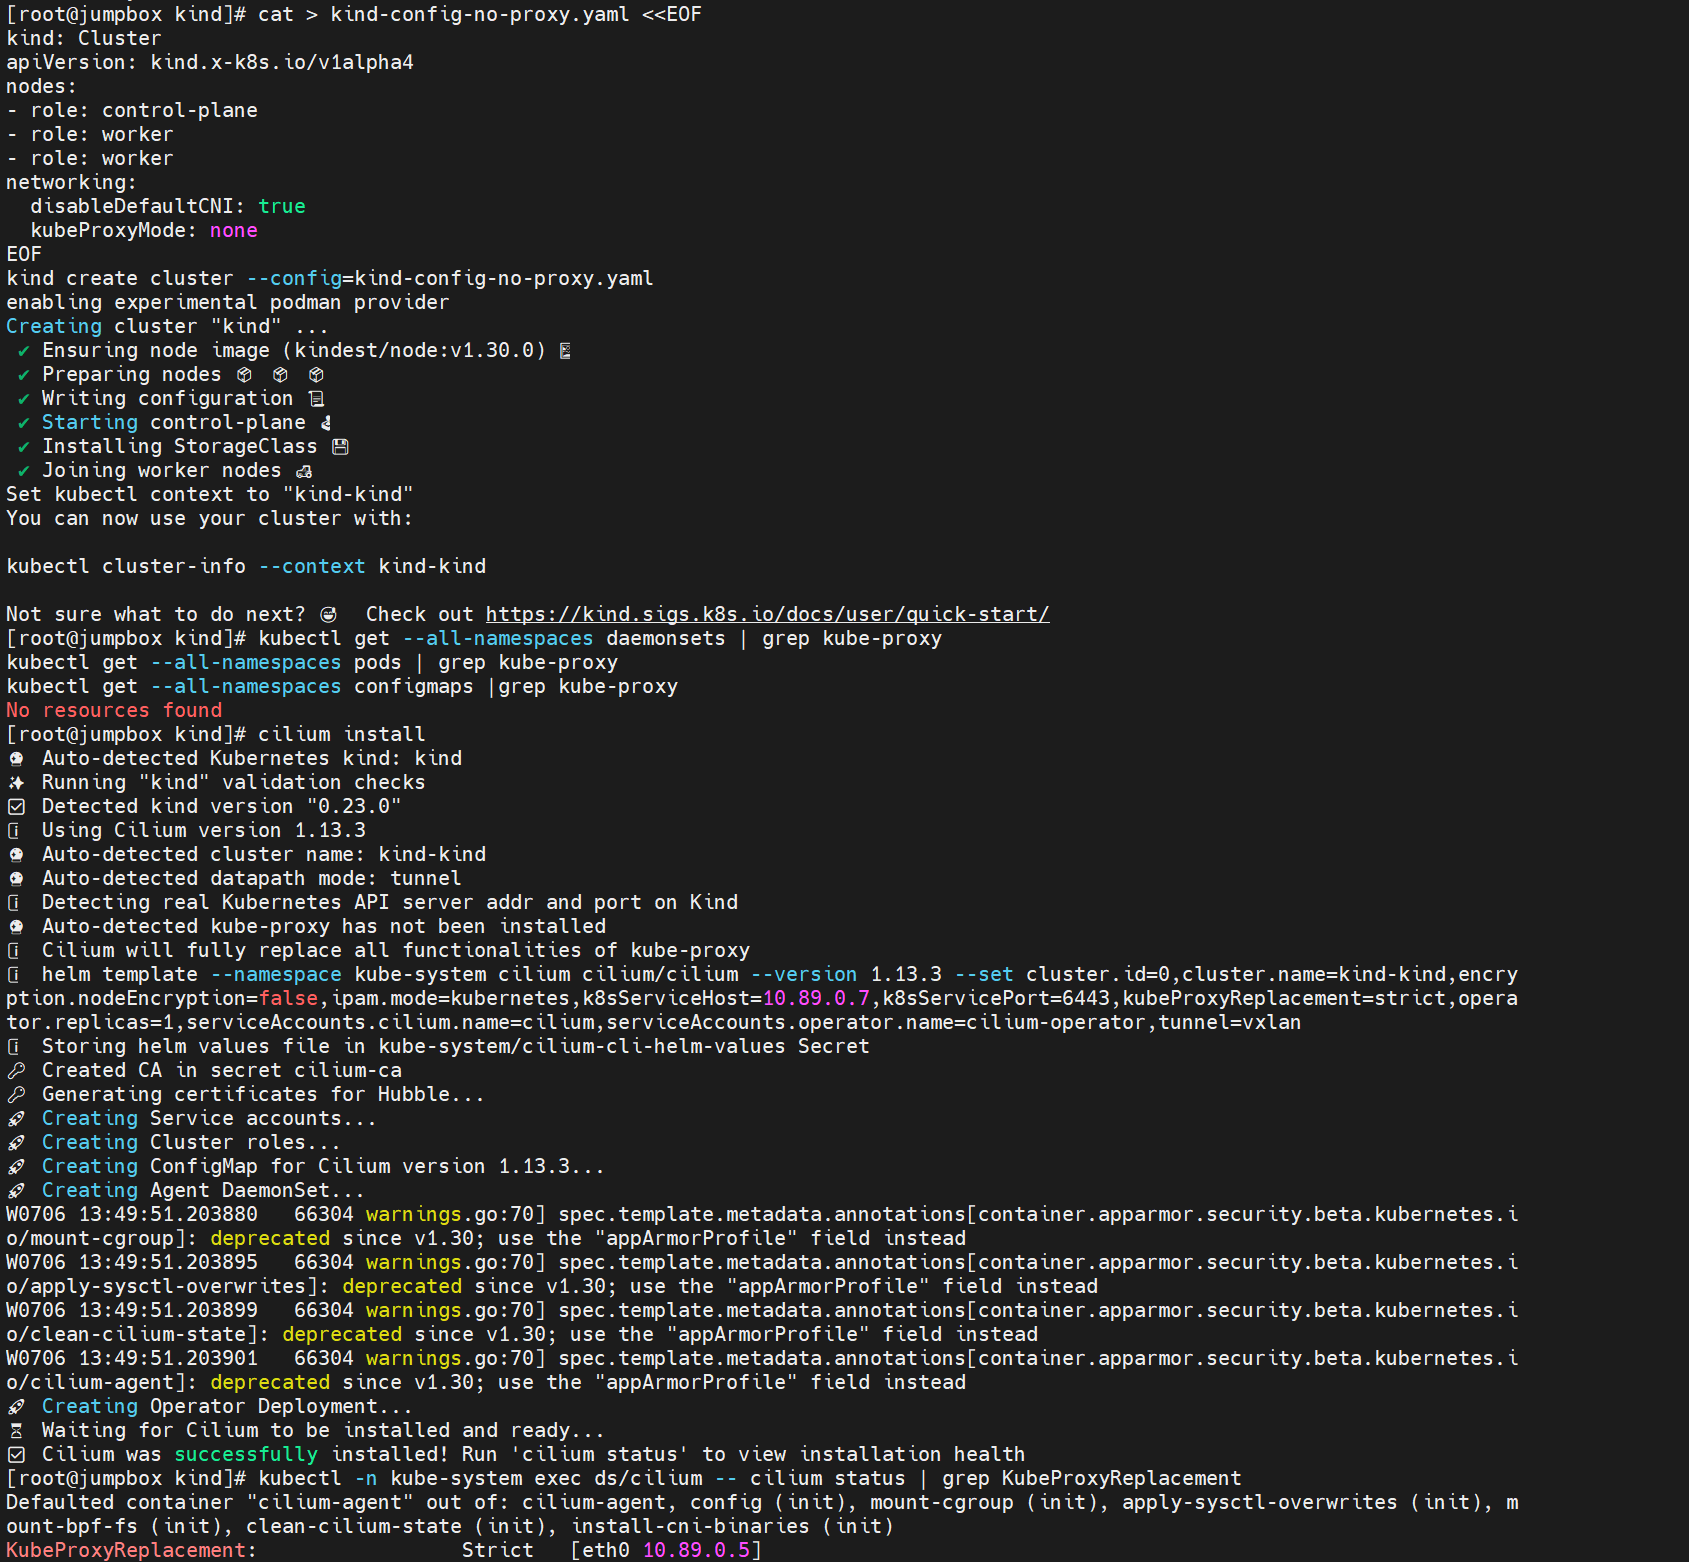 [root@jumpbox kind]# cat > kind-config-no-proxy.yaml <<EOF
kind: Cluster
apiVersion: kind.x-k8s.io/v1alpha4
nodes:
- role: control-plane
- role: worker
- role: worker
networking:
  disableDefaultCNI: true
  kubeProxyMode: none
EOF
kind create cluster --config=kind-config-no-proxy.yaml
enabling experimental podman provider
Creating cluster "kind" ...
 ✓ Ensuring node image (kindest/node:v1.30.0)
 ✓ Preparing nodes 📦 📦 📦
 ✓ Writing configuration 📜
 ✓ Starting control-plane
 ✓ Installing StorageClass 💾
 ✓ Joining worker nodes 🚜
Set kubectl context to "kind-kind"
You can now use your cluster with:

kubectl cluster-info --context kind-kind

Not sure what to do next? 😅  Check out https://kind.sigs.k8s.io/docs/user/quick-start/
[root@jumpbox kind]# kubectl get --all-namespaces daemonsets | grep kube-proxy
kubectl get --all-namespaces pods | grep kube-proxy
kubectl get --all-namespaces configmaps |grep kube-proxy
No resources found
[root@jumpbox kind]# cilium install
🔮 Auto-detected Kubernetes kind: kind
✨ Running "kind" validation checks
✅ Detected kind version "0.23.0"
ℹ️ Using Cilium version 1.13.3
🔮 Auto-detected cluster name: kind-kind
🔮 Auto-detected datapath mode: tunnel
ℹ️ Detecting real Kubernetes API server addr and port on Kind
🔮 Auto-detected kube-proxy has not been installed
ℹ️ Cilium will fully replace all functionalities of kube-proxy
ℹ️ helm template --namespace kube-system cilium cilium/cilium --version 1.13.3 --set cluster.id=0,cluster.name=kind-kind,encry
ption.nodeEncryption=false,ipam.mode=kubernetes,k8sServiceHost=10.89.0.7,k8sServicePort=6443,kubeProxyReplacement=strict,opera
tor.replicas=1,serviceAccounts.cilium.name=cilium,serviceAccounts.operator.name=cilium-operator,tunnel=vxlan
ℹ️ Storing helm values file in kube-system/cilium-cli-helm-values Secret
🔑 Created CA in secret cilium-ca
🔑 Generating certificates for Hubble...
🚀 Creating Service accounts...
🚀 Creating Cluster roles...
🚀 Creating ConfigMap for Cilium version 1.13.3...
🚀 Creating Agent DaemonSet...
W0706 13:49:51.203880   66304 warnings.go:70] spec.template.metadata.annotations[container.apparmor.security.beta.kubernetes.i
o/mount-cgroup]: deprecated since v1.30; use the "appArmorProfile" field instead
W0706 13:49:51.203895   66304 warnings.go:70] spec.template.metadata.annotations[container.apparmor.security.beta.kubernetes.i
o/apply-sysctl-overwrites]: deprecated since v1.30; use the "appArmorProfile" field instead
W0706 13:49:51.203899   66304 warnings.go:70] spec.template.metadata.annotations[container.apparmor.security.beta.kubernetes.i
o/clean-cilium-state]: deprecated since v1.30; use the "appArmorProfile" field instead
W0706 13:49:51.203901   66304 warnings.go:70] spec.template.metadata.annotations[container.apparmor.security.beta.kubernetes.i
o/cilium-agent]: deprecated since v1.30; use the "appArmorProfile" field instead
🚀 Creating Operator Deployment...
⌛ Waiting for Cilium to be installed and ready...
✅ Cilium was successfully installed! Run 'cilium status' to view installation health
[root@jumpbox kind]# kubectl -n kube-system exec ds/cilium -- cilium status | grep KubeProxyReplacement
Defaulted container "cilium-agent" out of: cilium-agent, config (init), mount-cgroup (init), apply-sysctl-overwrites (init), m
ount-bpf-fs (init), clean-cilium-state (init), install-cni-binaries (init)
KubeProxyReplacement:                 Strict   [eth0 10.89.0.5]